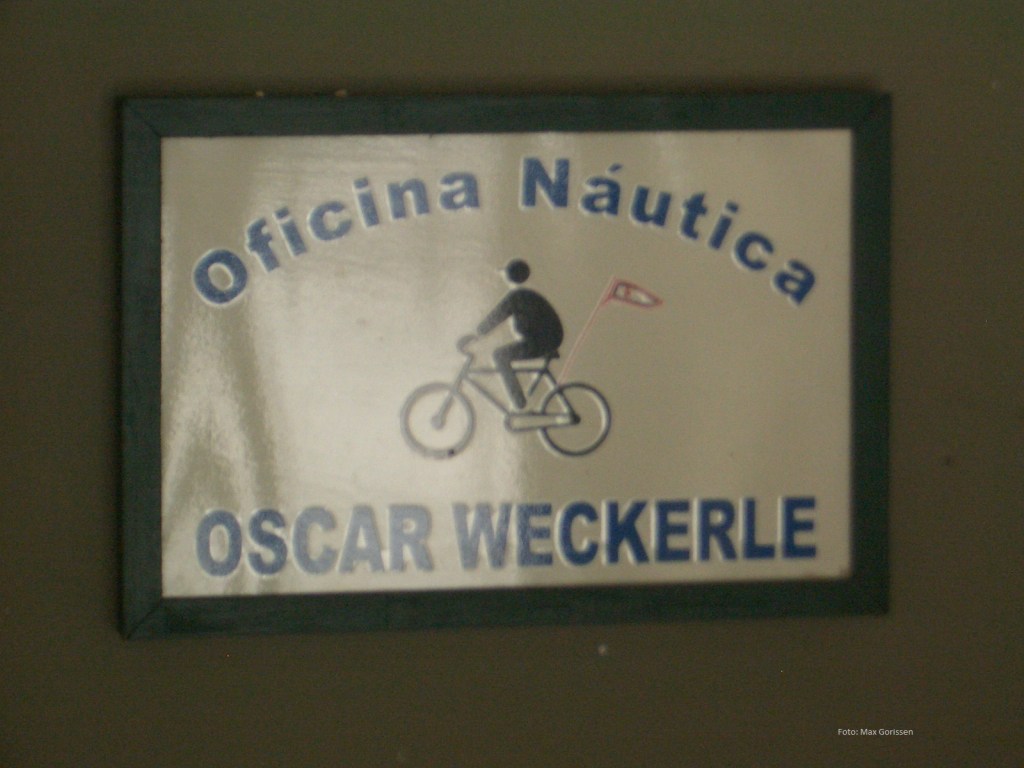 Oficina Náutica
OSCAR WECKERLE
Foto: Max Gorissen